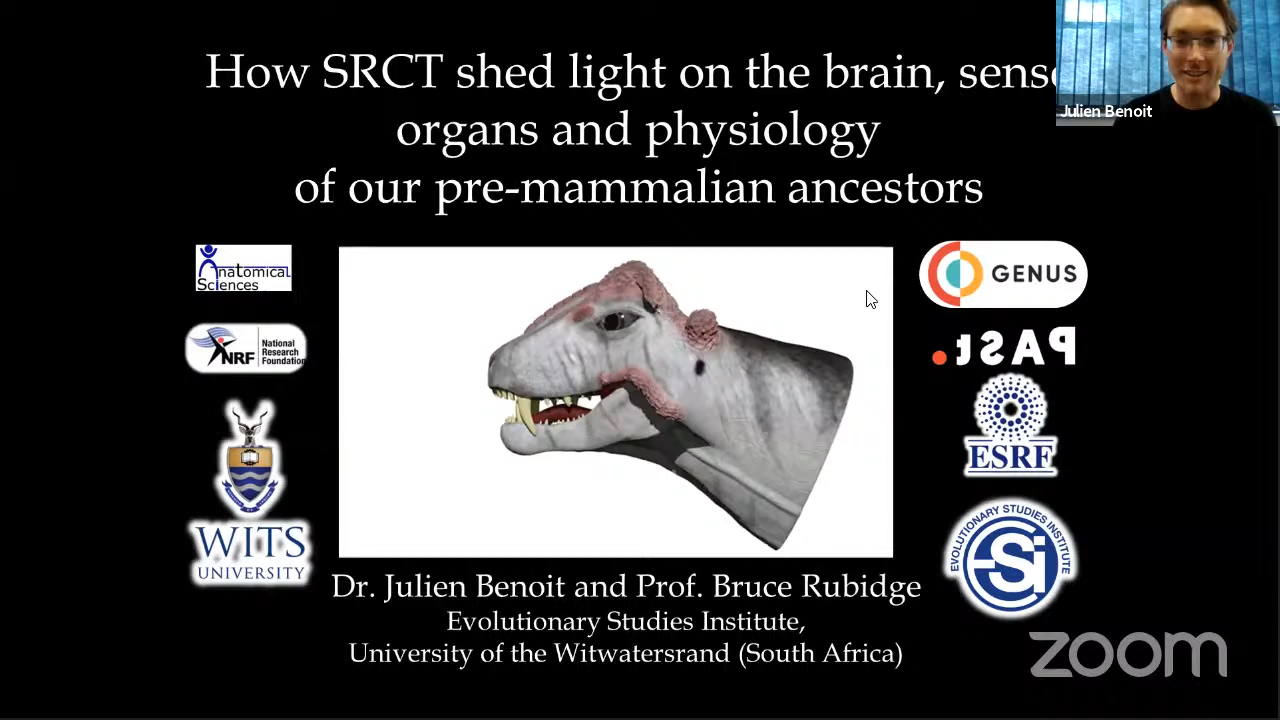 How SRCT shed light on the brain, sense
organs and physiology
of our pre-mammalian ancestors
Julien Benoit
Anatomical
Sciences
NRF
National
Research
Foundation
WITS
UNIVERSITY
GENUS
PAST.
ESRF
EVOLUTIONARY STUDIES INSTITUTE
ESi
Dr. Julien Benoit and Prof. Bruce Rubidge
Evolutionary Studies Institute,
University of the Witwatersrand (South Africa)
zoom